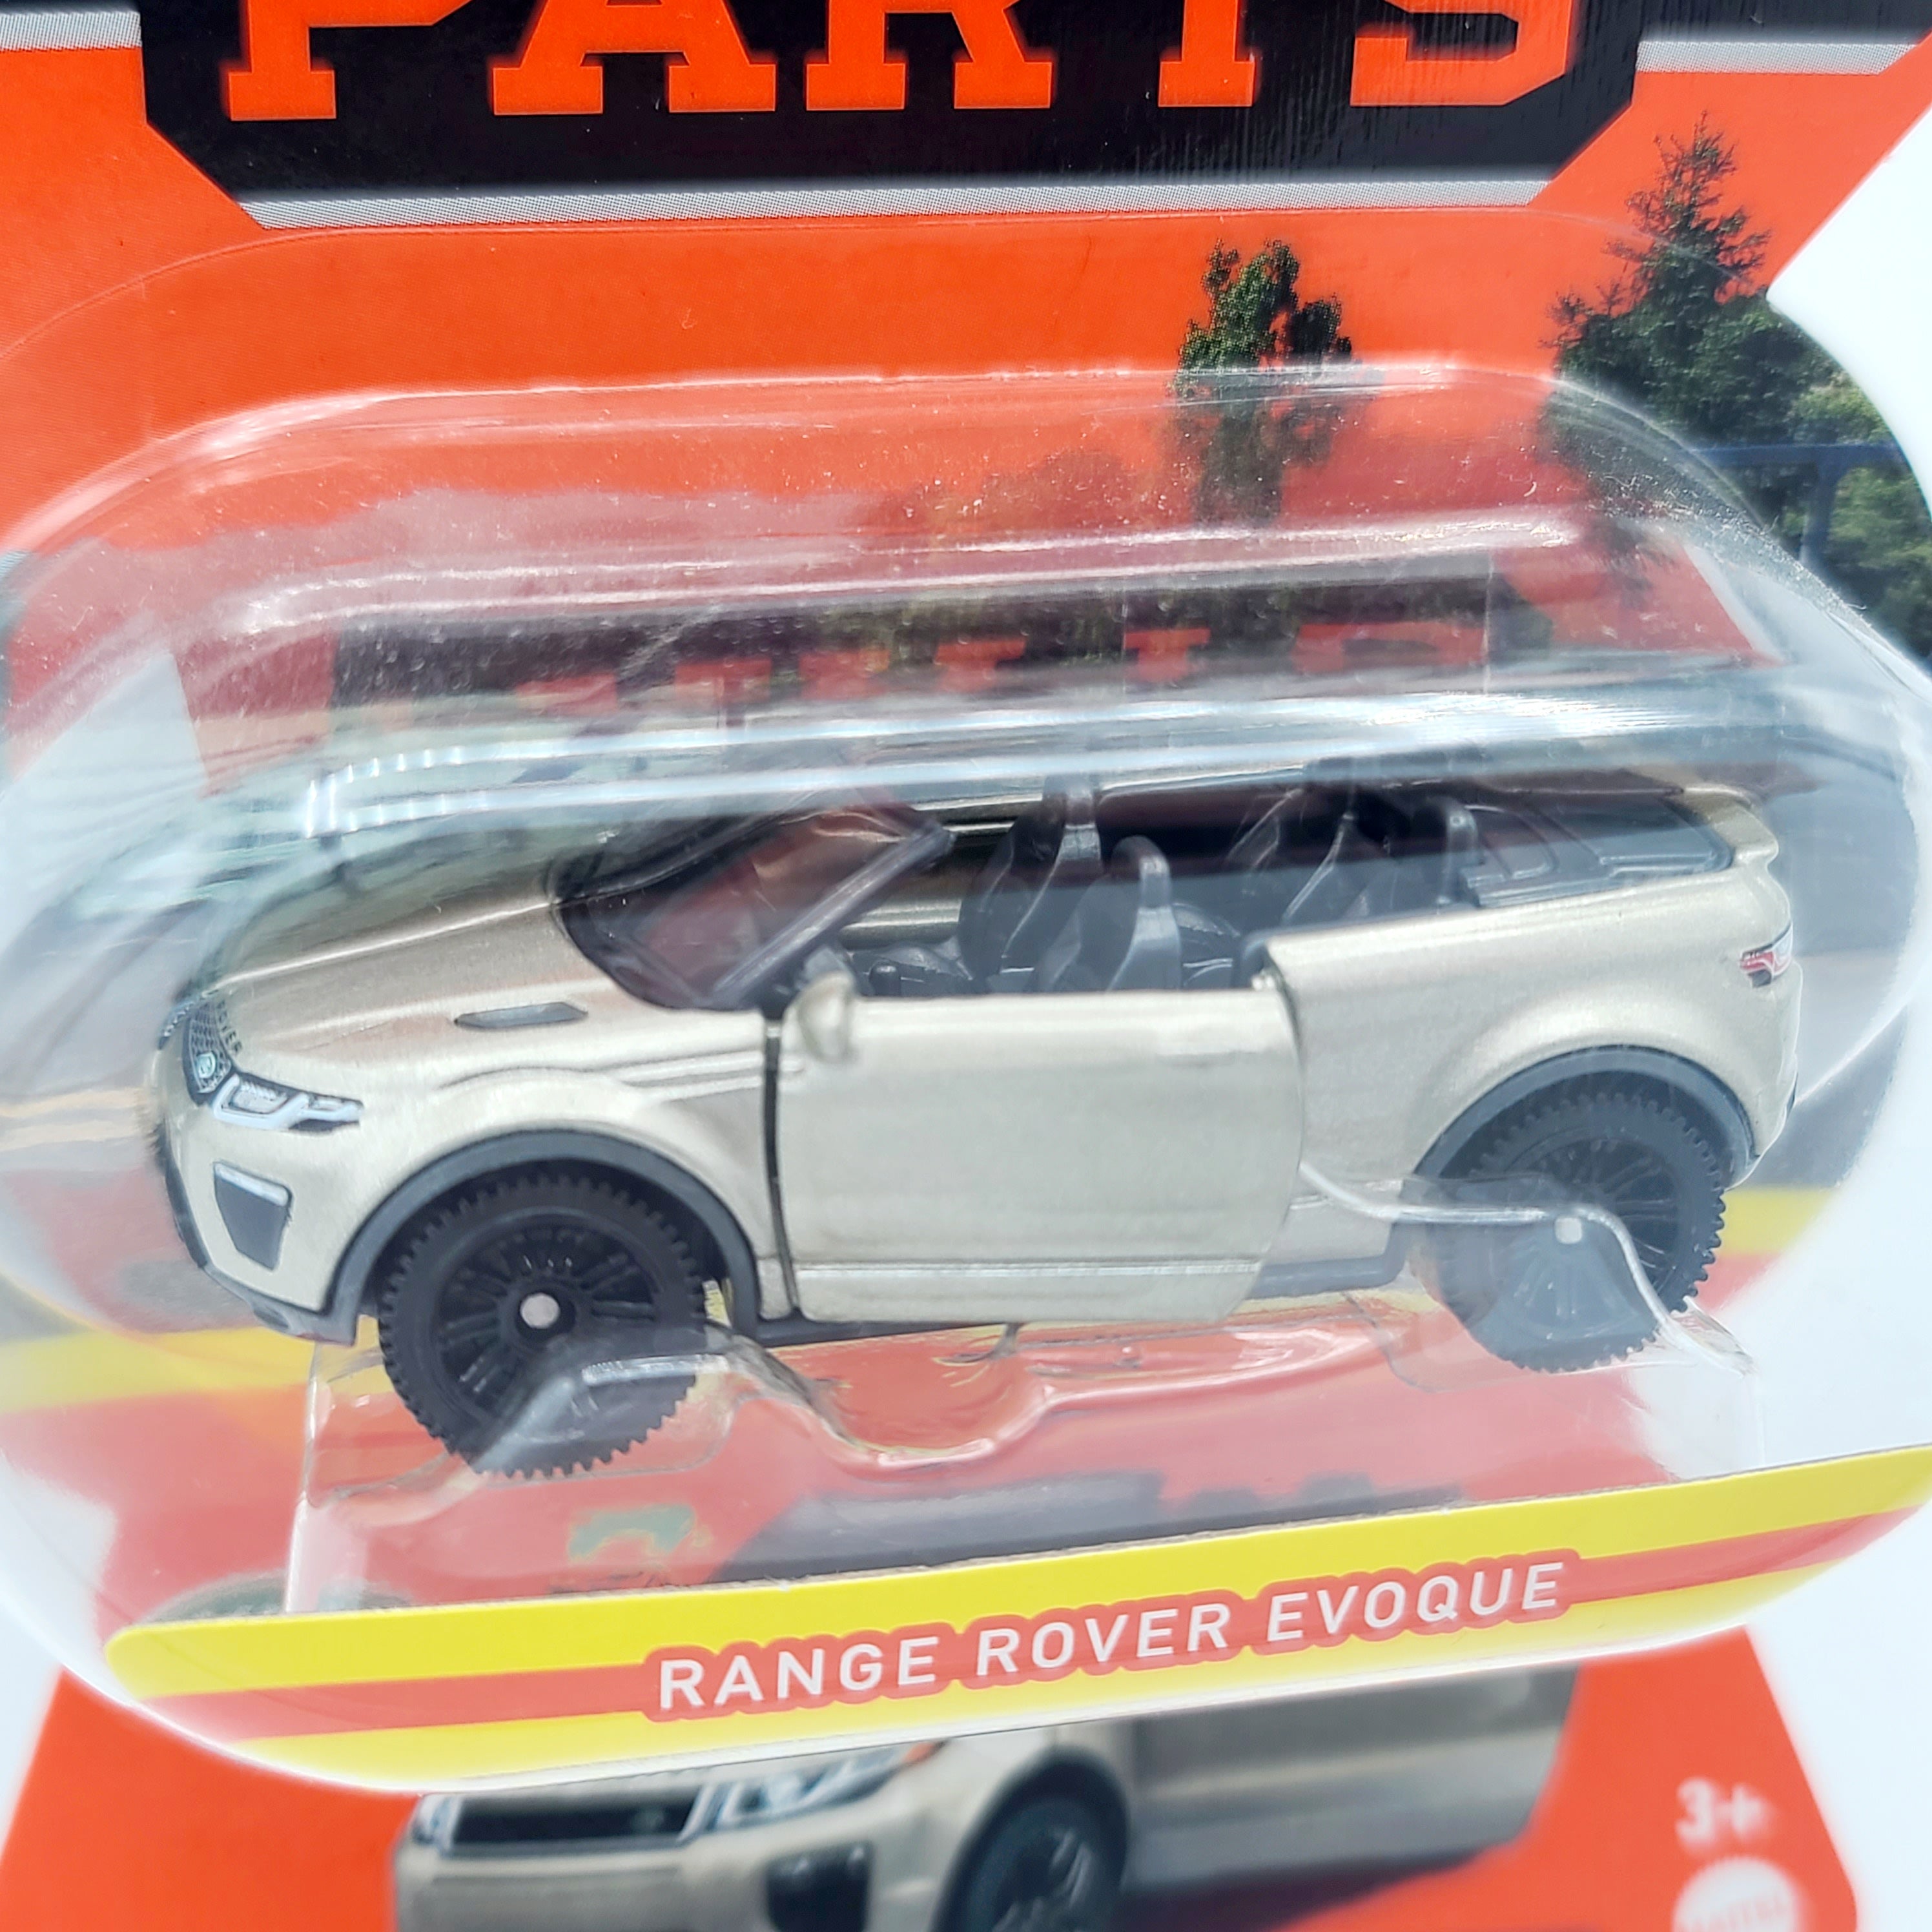 PARTS
RANGE ROVER EVOQUE
3+